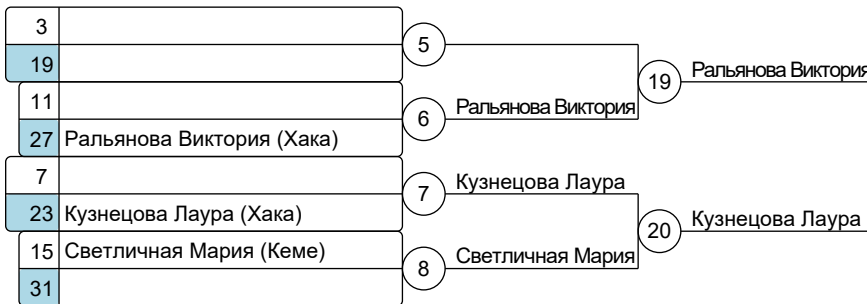 3
19
5
11
27 Ральянова Виктория (Хака)
6
Ральянова Виктория
19
Ральянова Виктория
7
23 Кузнецова Лаура (Хака)
7
Кузнецова Лаура
15 Светличная Мария (Кеме)
31
8
Светличная Мария
20
Кузнецова Лаура